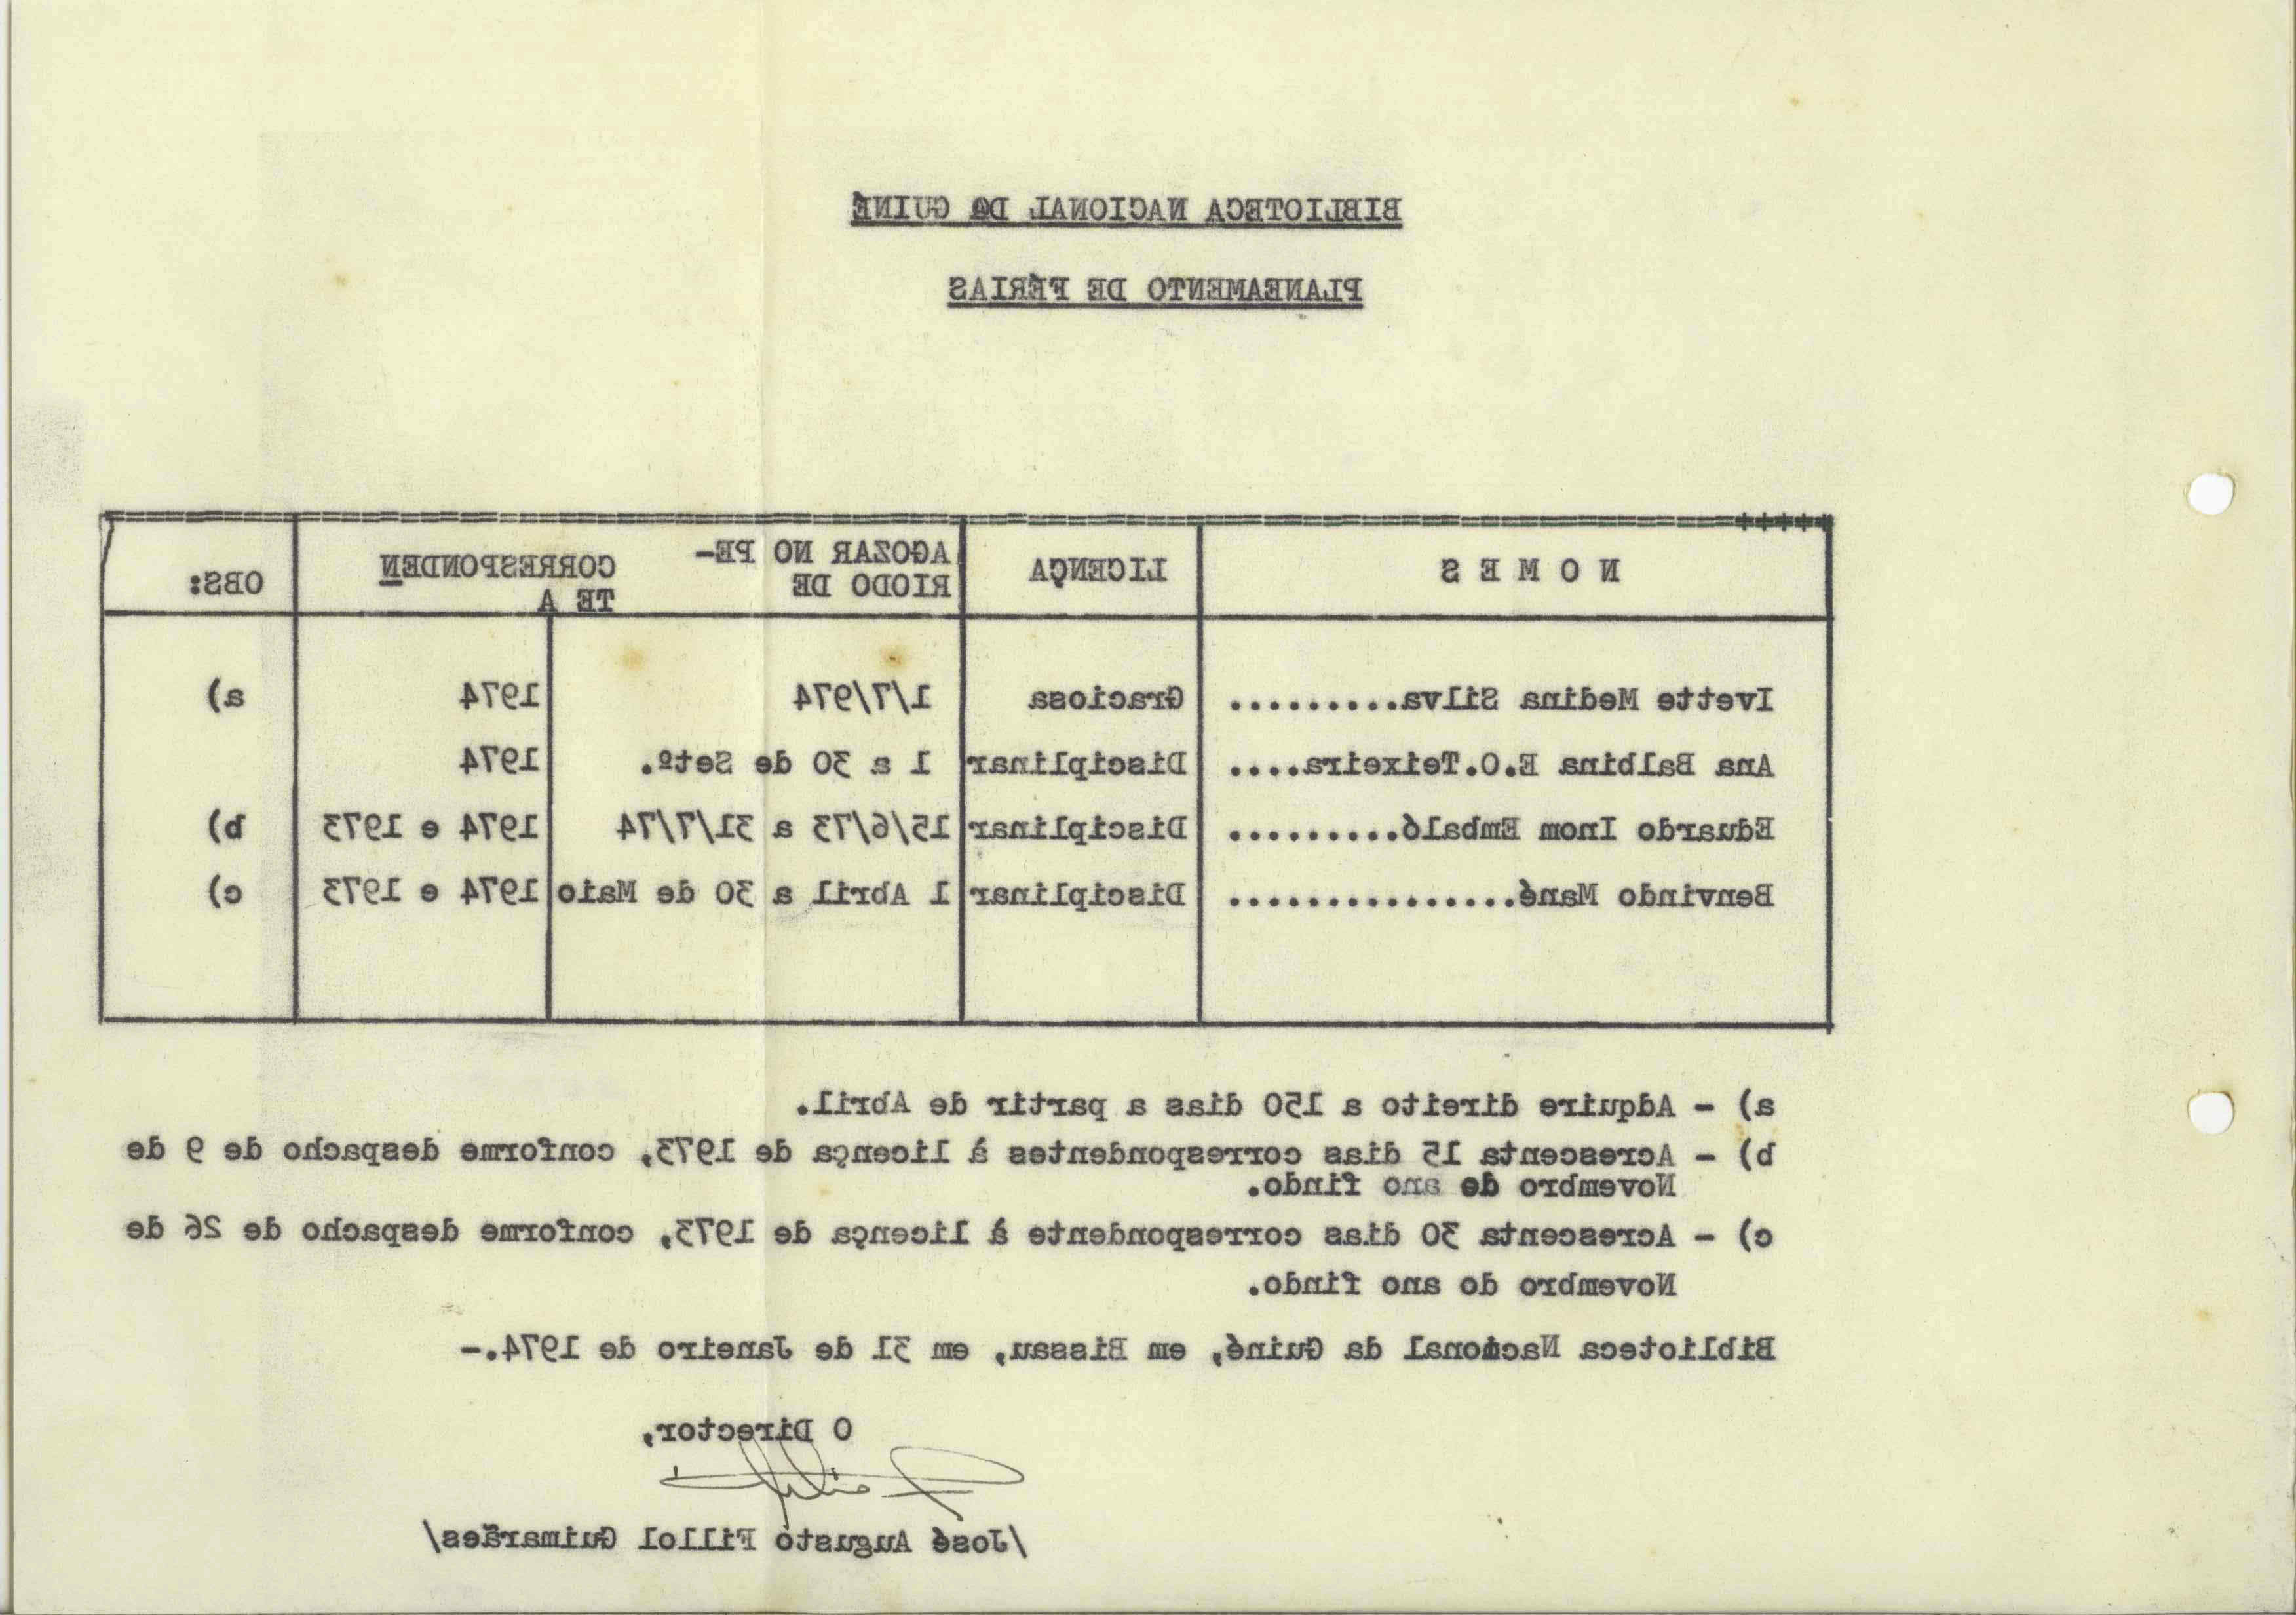 BIBLIOTECA NACIONAL DO GUINÉ
PLANEAMENTO DE FÉRIAS
N O M E S LICENÇA AGOZAR NO PE- CORRESPONDEN OBS:
RIODO DE TE A
Ivette Medina Silva.......... Graciosa 1/7/974 1974 a)
Ana Balbina E.O.Teixeira.... Disciplinar 1 a 30 de Setº. 1974
Eduardo Inom Embaló.......... Disciplinar 15/6/73 a 31/7/74 1974 e 1973 b)
Benvindo Mané............... Disciplinar 1 Abril a 30 de Maio 1974 e 1973 c)
a) - Adquire direito a 150 dias a partir de Abril.
b) - Acrescenta 15 dias correspondentes à licença de 1973, conforme despacho de 9 de
Novembro de ano findo.
c) - Acrescenta 30 dias correspondente à licença de 1973, conforme despacho de 26 de
Novembro do ano findo.
Biblioteca Nacional da Guiné, em Bissau, em 31 de Janeiro de 1974.-
O Director,
/José Augusto Fillol Guimarães/